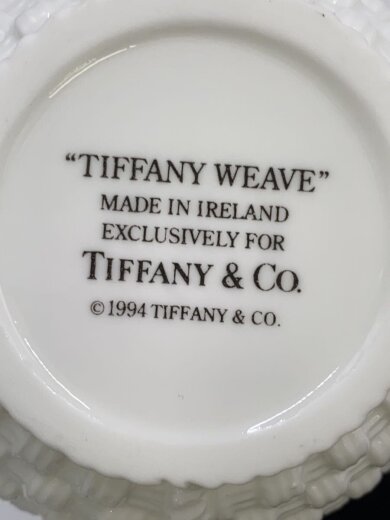 “TIFFANY WEAVE”
MADE IN IRELAND
EXCLUSIVELY FOR
TIFFANY & CO.
© 1994 TIFFANY & CO.